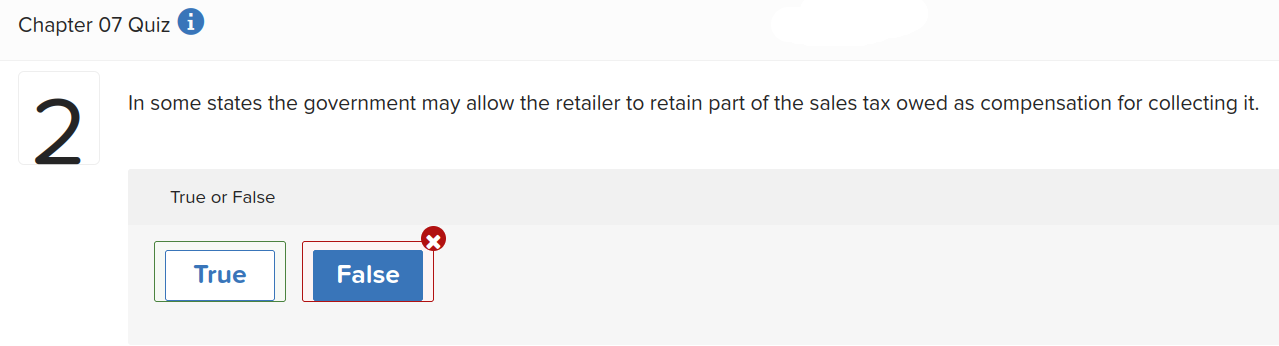 Chapter 07 Quiz i
2 In some states the government may allow the retailer to retain part of the sales tax owed as compensation for collecting it.
True or False
True False